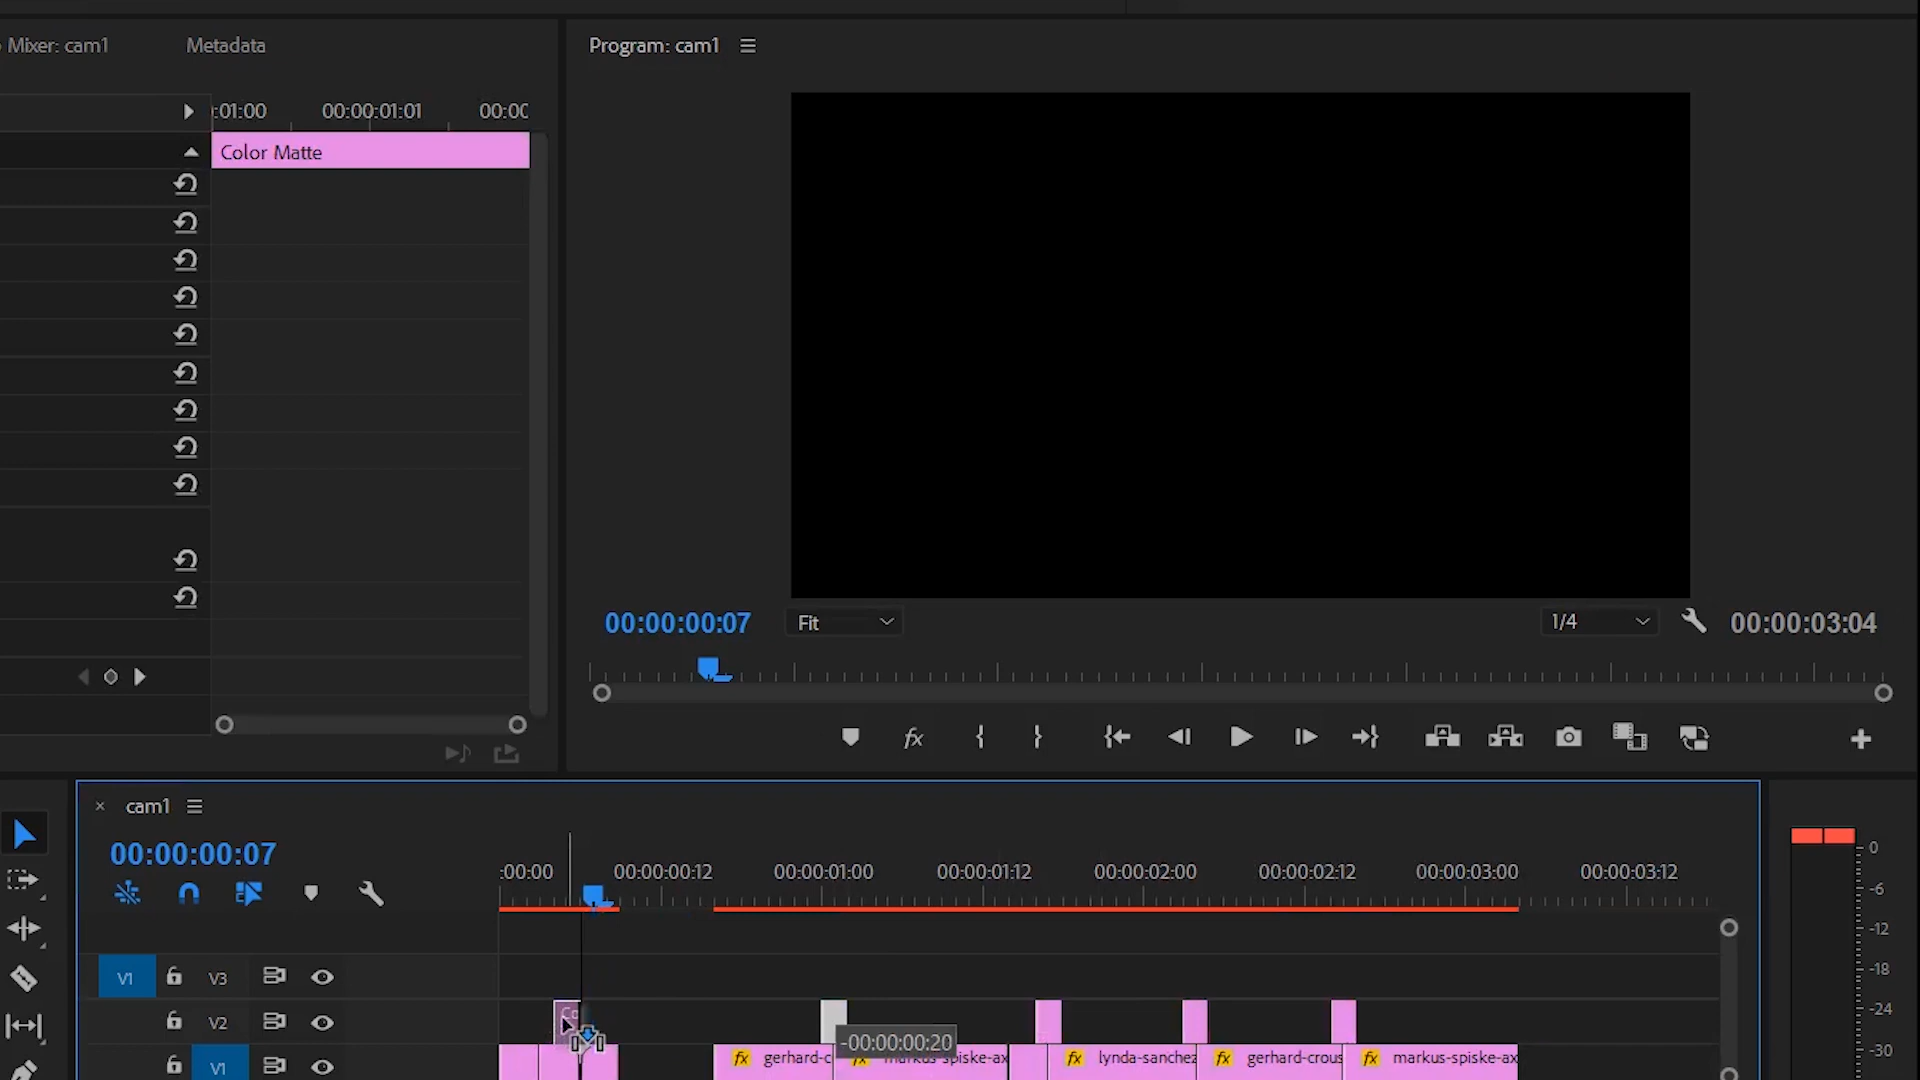 Mixer: cam1
Metadata
Program: cam1
:01:00
00:00:01:01
00:00
Color Matte
00:00:00:07
Fit
1/4
00:00:03:04
fx
cam1
00:00:00:07
:00:00
00:00:00:12
00:00:01:00
00:00:01:12
00:00:02:00
00:00:02:12
00:00:03:00
00:00:03:12
0
-6
-12
-18
-24
-30
V1
V3
V2
Co
-00:00:00:20
V1
fx gerhard-c
fx markus-spiske-ax
fx lynda-sanchez
fx gerhard-crous
fx markus-spiske-ax